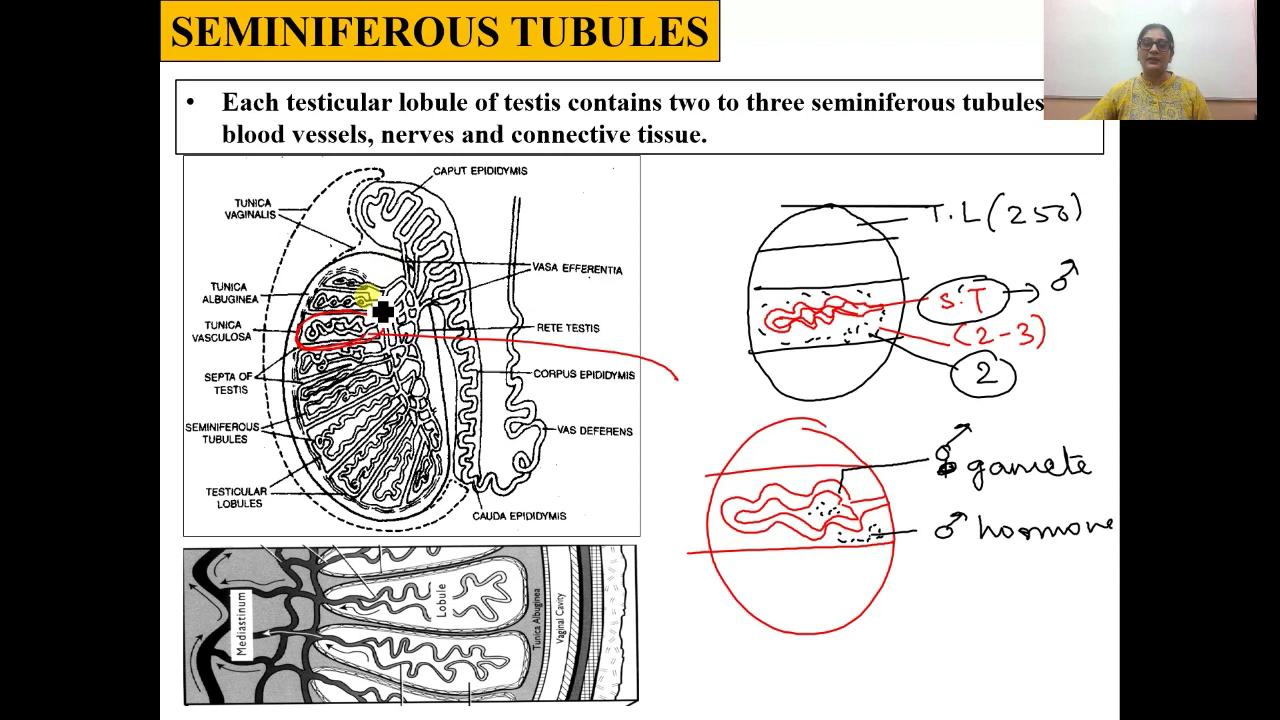 SEMINIFEROUS TUBULES
• Each testicular lobule of testis contains two to three seminiferous tubules
blood vessels, nerves and connective tissue.
CAPUT EPIDIDYMIS
TUNICA
VAGINALIS
VASA EFFERENTIA
TUNICA
ALBUGINEA
TUNICA
VASCULOSA
RETE TESTIS
SEPTA OF
TESTIS
CORPUS EPIDIDYMIS
SEMINIFEROUS
TUBULES
VAS DEFERENS
TESTICULAR
LOBULES
CAUDA EPIDIDYMIS
T.L (250)
S.T → ♂
(2-3)
2
♂ gamete
♂ hormone
Mediastinum
Lobule
Tunica Albuginea
Vaginal Cavity